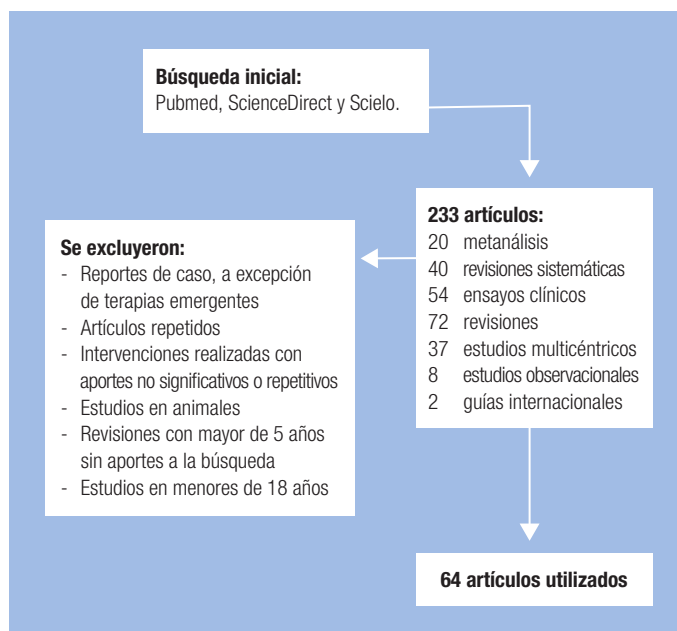 Búsqueda inicial:
Pubmed, ScienceDirect y Scielo.
233 artículos:
20 metanálisis
40 revisiones sistemáticas
54 ensayos clínicos
72 revisiones
37 estudios multicéntricos
8 estudios observacionales
2 guías internacionales
Se excluyeron:
- Reportes de caso, a excepción
de terapias emergentes
- Artículos repetidos
- Intervenciones realizadas con
aportes no significativos o repetitivos
- Estudios en animales
- Revisiones con mayor de 5 años
sin aportes a la búsqueda
- Estudios en menores de 18 años
64 artículos utilizados